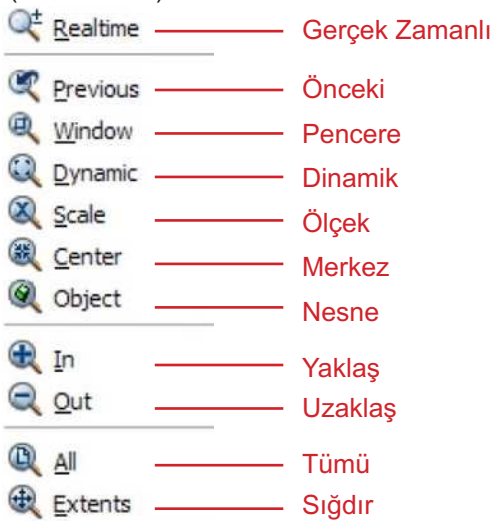 Realtime Gerçek Zamanlı
Previous Önceki
Window Pencere
Dynamic Dinamik
Scale Ölçek
Center Merkez
Object Nesne
In Yaklaş
Out Uzaklaş
All Tümü
Extents Sığdır